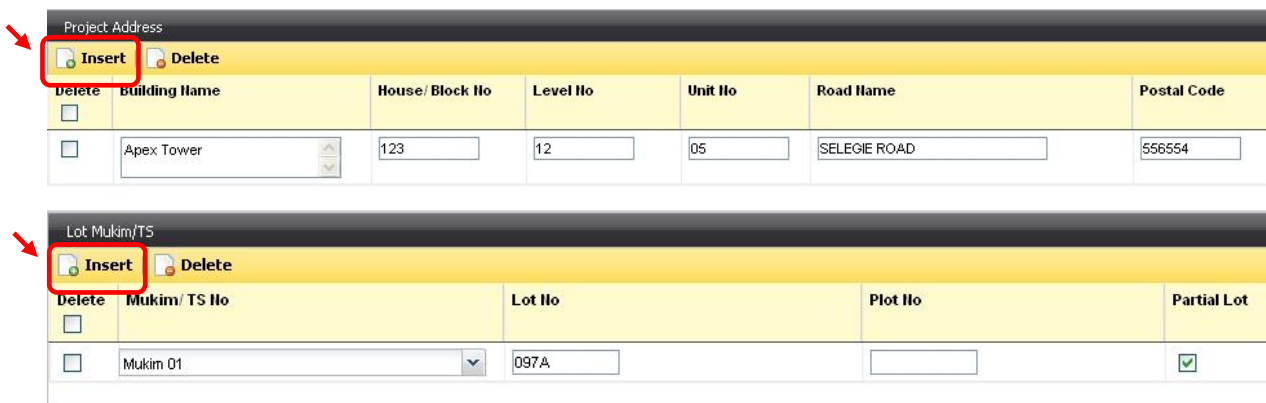 Project Address
Insert Delete
Delete Building Name House/ Block No Level No Unit No Road Name Postal Code
Apex Tower 123 12 05 SELEGIE ROAD 556554
Lot Mukim/TS
Insert Delete
Delete Mukim/ TS No Lot No Plot No Partial Lot
Mukim 01 097A